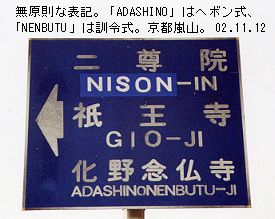 無原則な表記。「ADASHINO」はヘボン式、
「NENBUTU」は訓令式。京都嵐山。02.11.12
二尊院
NISON-IN
祇王寺
GIO-JI
化野念仏寺
ADASHINONENBUTU-JI